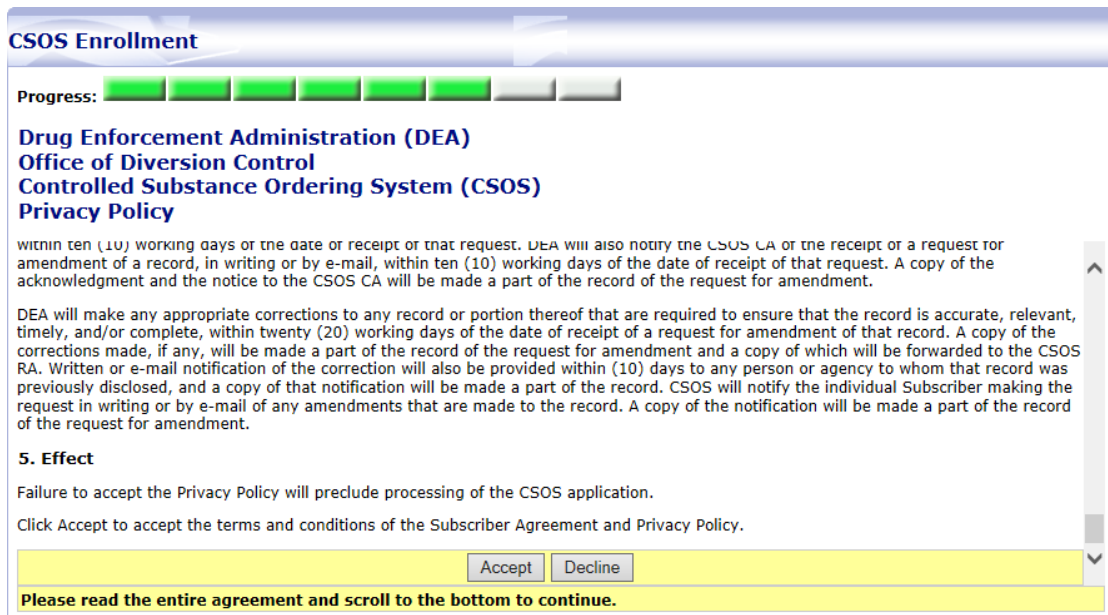 CSOS Enrollment
Progress:
Drug Enforcement Administration (DEA)
Office of Diversion Control
Controlled Substance Ordering System (CSOS)
Privacy Policy
within ten (10) working days of the date of receipt of that request. DEA will also notify the CSOS CA of the receipt of a request for
amendment of a record, in writing or by e-mail, within ten (10) working days of the date of receipt of that request. A copy of the
acknowledgment and the notice to the CSOS CA will be made a part of the record of the request for amendment.
DEA will make any appropriate corrections to any record or portion thereof that are required to ensure that the record is accurate, relevant,
timely, and/or complete, within twenty (20) working days of the date of receipt of a request for amendment of that record. A copy of the
corrections made, if any, will be made a part of the record of the request for amendment and a copy of which will be forwarded to the CSOS
RA. Written or e-mail notification of the correction will also be provided within (10) days to any person or agency to whom that record was
previously disclosed, and a copy of that notification will be made a part of the record. CSOS will notify the individual Subscriber making the
request in writing or by e-mail of any amendments that are made to the record. A copy of the notification will be made a part of the record
of the request for amendment.
5. Effect
Failure to accept the Privacy Policy will preclude processing of the CSOS application.
Click Accept to accept the terms and conditions of the Subscriber Agreement and Privacy Policy.
Accept Decline
Please read the entire agreement and scroll to the bottom to continue.